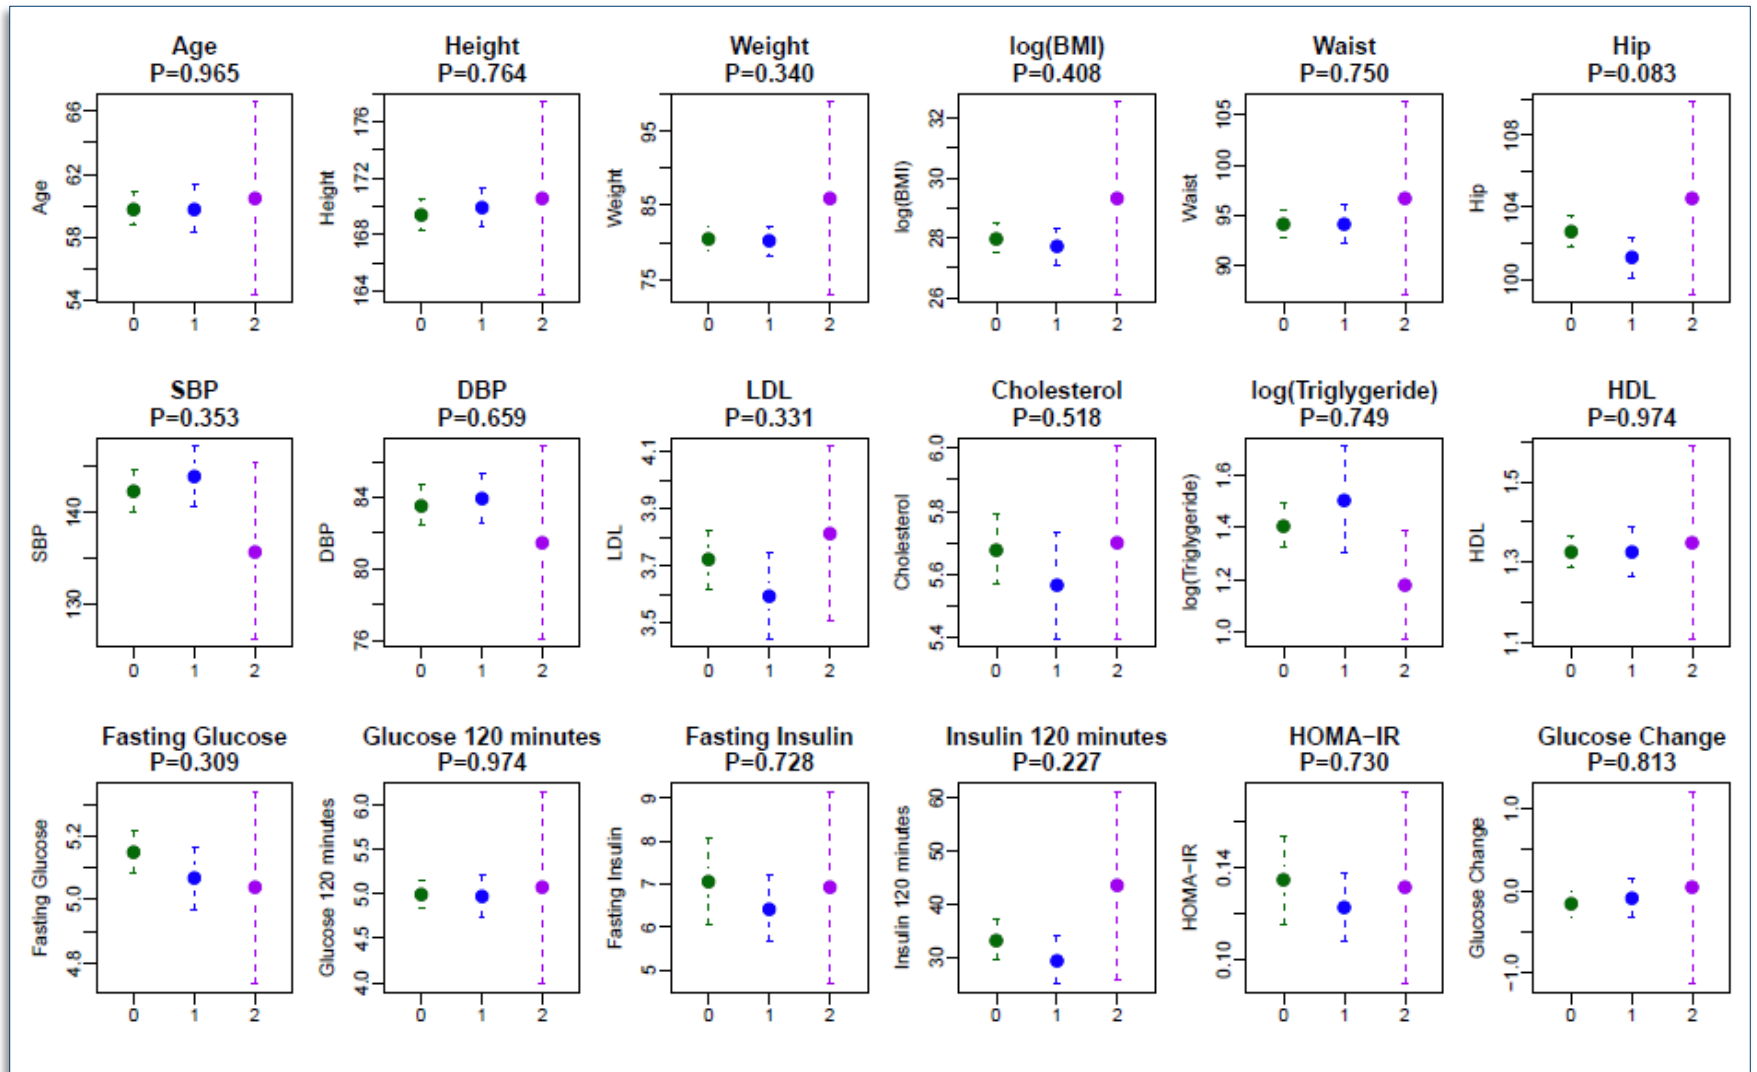 Age Height Weight log(BMI) Waist Hip
P=0.965 P=0.764 P=0.340 P=0.408 P=0.750 P=0.083
Age
66
62
58
54
0 1 2
Height
176
172
168
164
0 1 2
Weight
95
85
75
0 1 2
log(BMI)
32
30
28
26
0 1 2
Waist
105
100
95
90
0 1 2
Hip
108
104
100
0 1 2
SBP DBP LDL Cholesterol log(Triglygeride) HDL
P=0.353 P=0.659 P=0.331 P=0.518 P=0.749 P=0.974
SBP
140
130
0 1 2
DBP
84
80
76
0 1 2
LDL
4.1
3.9
3.7
3.5
0 1 2
Cholesterol
6.0
5.8
5.6
5.4
0 1 2
log(Triglygeride)
1.6
1.4
1.2
1.0
0 1 2
HDL
1.5
1.3
1.1
0 1 2
Fasting Glucose Glucose 120 minutes Fasting Insulin Insulin 120 minutes HOMA−IR Glucose Change
P=0.309 P=0.974 P=0.728 P=0.227 P=0.730 P=0.813
Fasting Glucose
5.2
5.0
4.8
0 1 2
Glucose 120 minutes
6.0
5.5
5.0
4.5
4.0
0 1 2
Fasting Insulin
9
8
7
6
5
0 1 2
Insulin 120 minutes
60
50
40
30
0 1 2
HOMA−IR
0.14
0.10
0 1 2
Glucose Change
1.0
0.0
−1.0
0 1 2